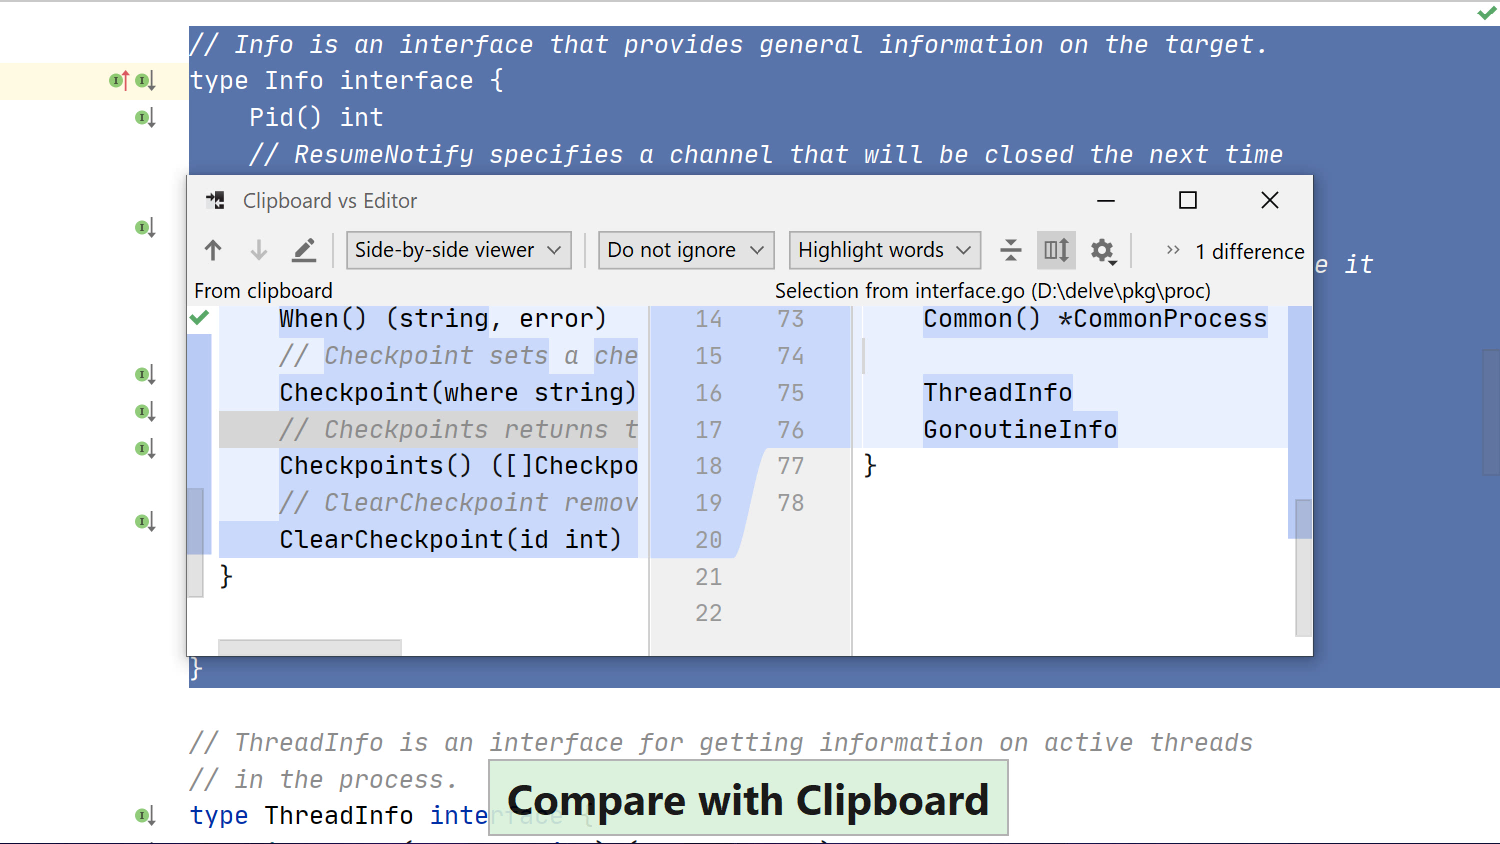 // Info is an interface that provides general information on the target.
type Info interface {
Pid() int
// ResumeNotify specifies a channel that will be closed the next time
e it
Clipboard vs Editor
Side-by-side viewer
Do not ignore
Highlight words
1 difference
From clipboard
Selection from interface.go (D:\delve\pkg\proc)
When() (string, error) 14 73 Common() *CommonProcess
// Checkpoint sets a che 15 74
Checkpoint(where string) 16 75 ThreadInfo
// Checkpoints returns t 17 76 GoroutineInfo
Checkpoints() ([]Checkpo 18 77 }
// ClearCheckpoint remov 19 78
ClearCheckpoint(id int) 20
} 21
22
}
// ThreadInfo is an interface for getting information on active threads
// in the process.
type ThreadInfo interface {
Compare with Clipboard